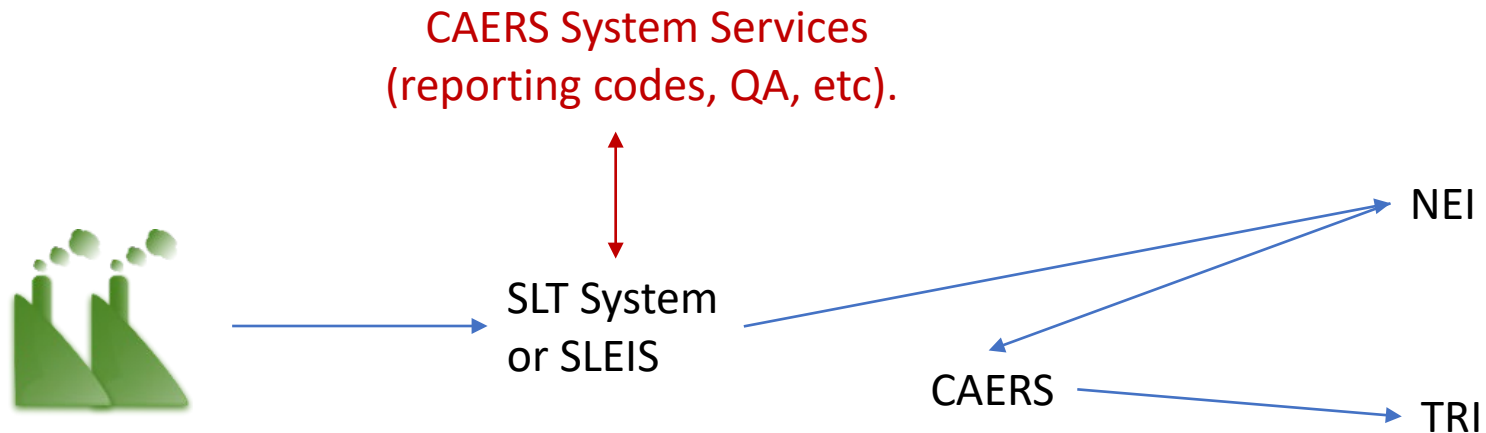 CAERS System Services
(reporting codes, QA, etc).
NEI
SLT System
or SLEIS
CAERS
TRI